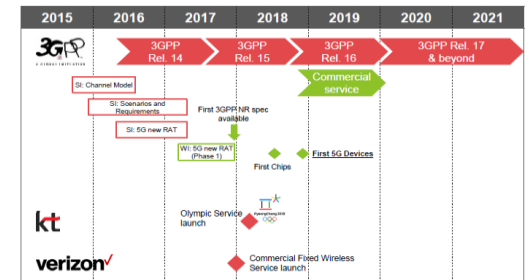 2015 2016 2017 2018 2019 2020 2021
3GPP
A GLOBAL INITIATIVE
3GPP
Rel. 14
3GPP
Rel. 15
3GPP
Rel. 16
3GPP Rel. 17
& beyond
Commercial
service
SI: Channel Model
SI: Scenarios and
Requirements
First 3GPP NR spec
available
SI: 5G new RAT
WI: 5G new RAT
(Phase 1)
First Chips
First 5G Devices
Olympic Service
launch
PyeongChang 2018
kt
Commercial Fixed Wireless
Service launch
verizon